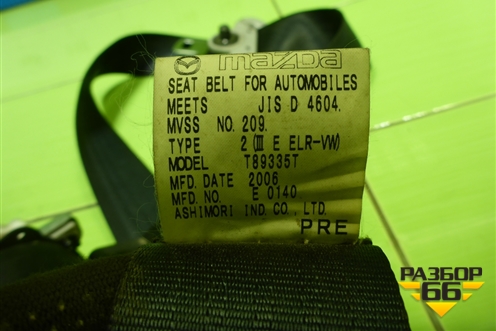 mazda
SEAT BELT FOR AUTOMOBILES
MEETS JIS D 4604.
MVSS NO. 209.
TYPE 2 (III E ELR-VW)
MODEL T89335T
MFD. DATE 2006
MFD. NO. E 0140
ASHIMORI IND. CO., LTD.
PRE
РАЗБОР
66